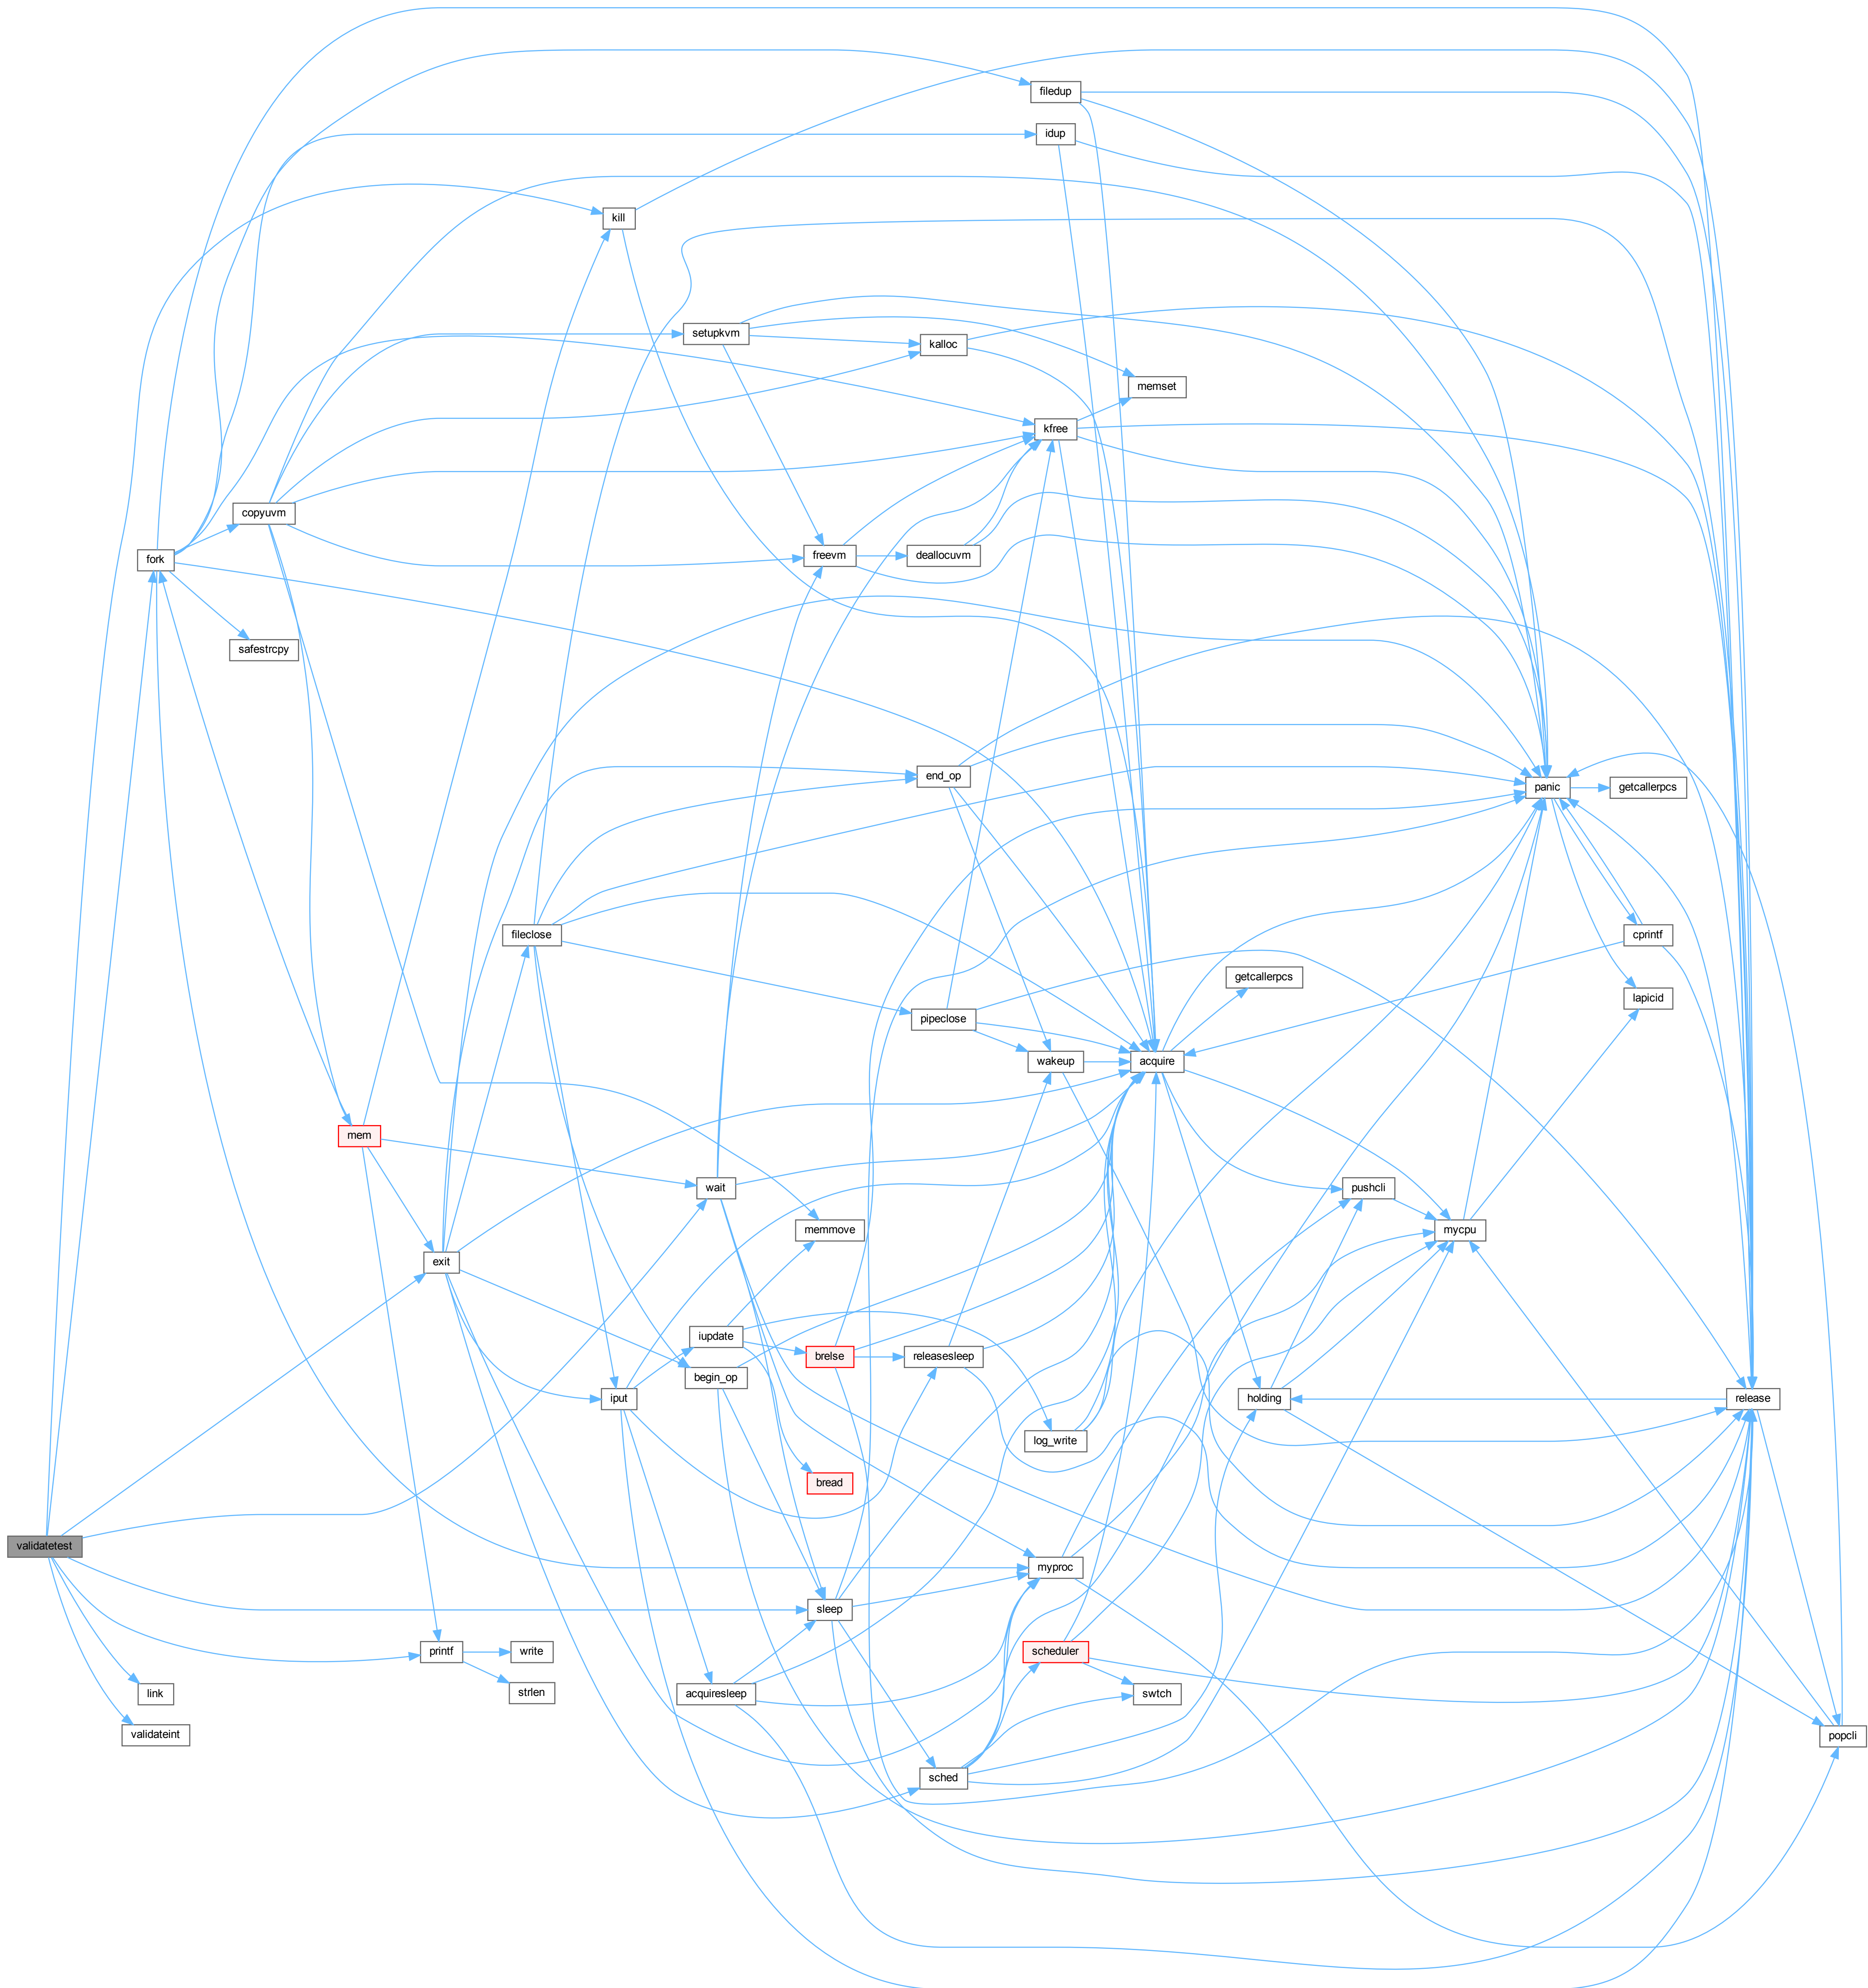 filedup
idup
kill
setupkvm
kalloc
memset
kfree
copyuvm
freevm
deallocuvm
fork
safestrcpy
end_op
panic
getcallerpcs
fileclose
cprintf
getcallerpcs
lapicid
pipeclose
wakeup
acquire
mem
wait
pushcli
memmove
mycpu
exit
iupdate
brelse
releasesleep
begin_op
iput
holding
release
log_write
bread
validatetest
myproc
sleep
printf
write
scheduler
link
strlen
acquiresleep
swtch
validateint
popcli
sched